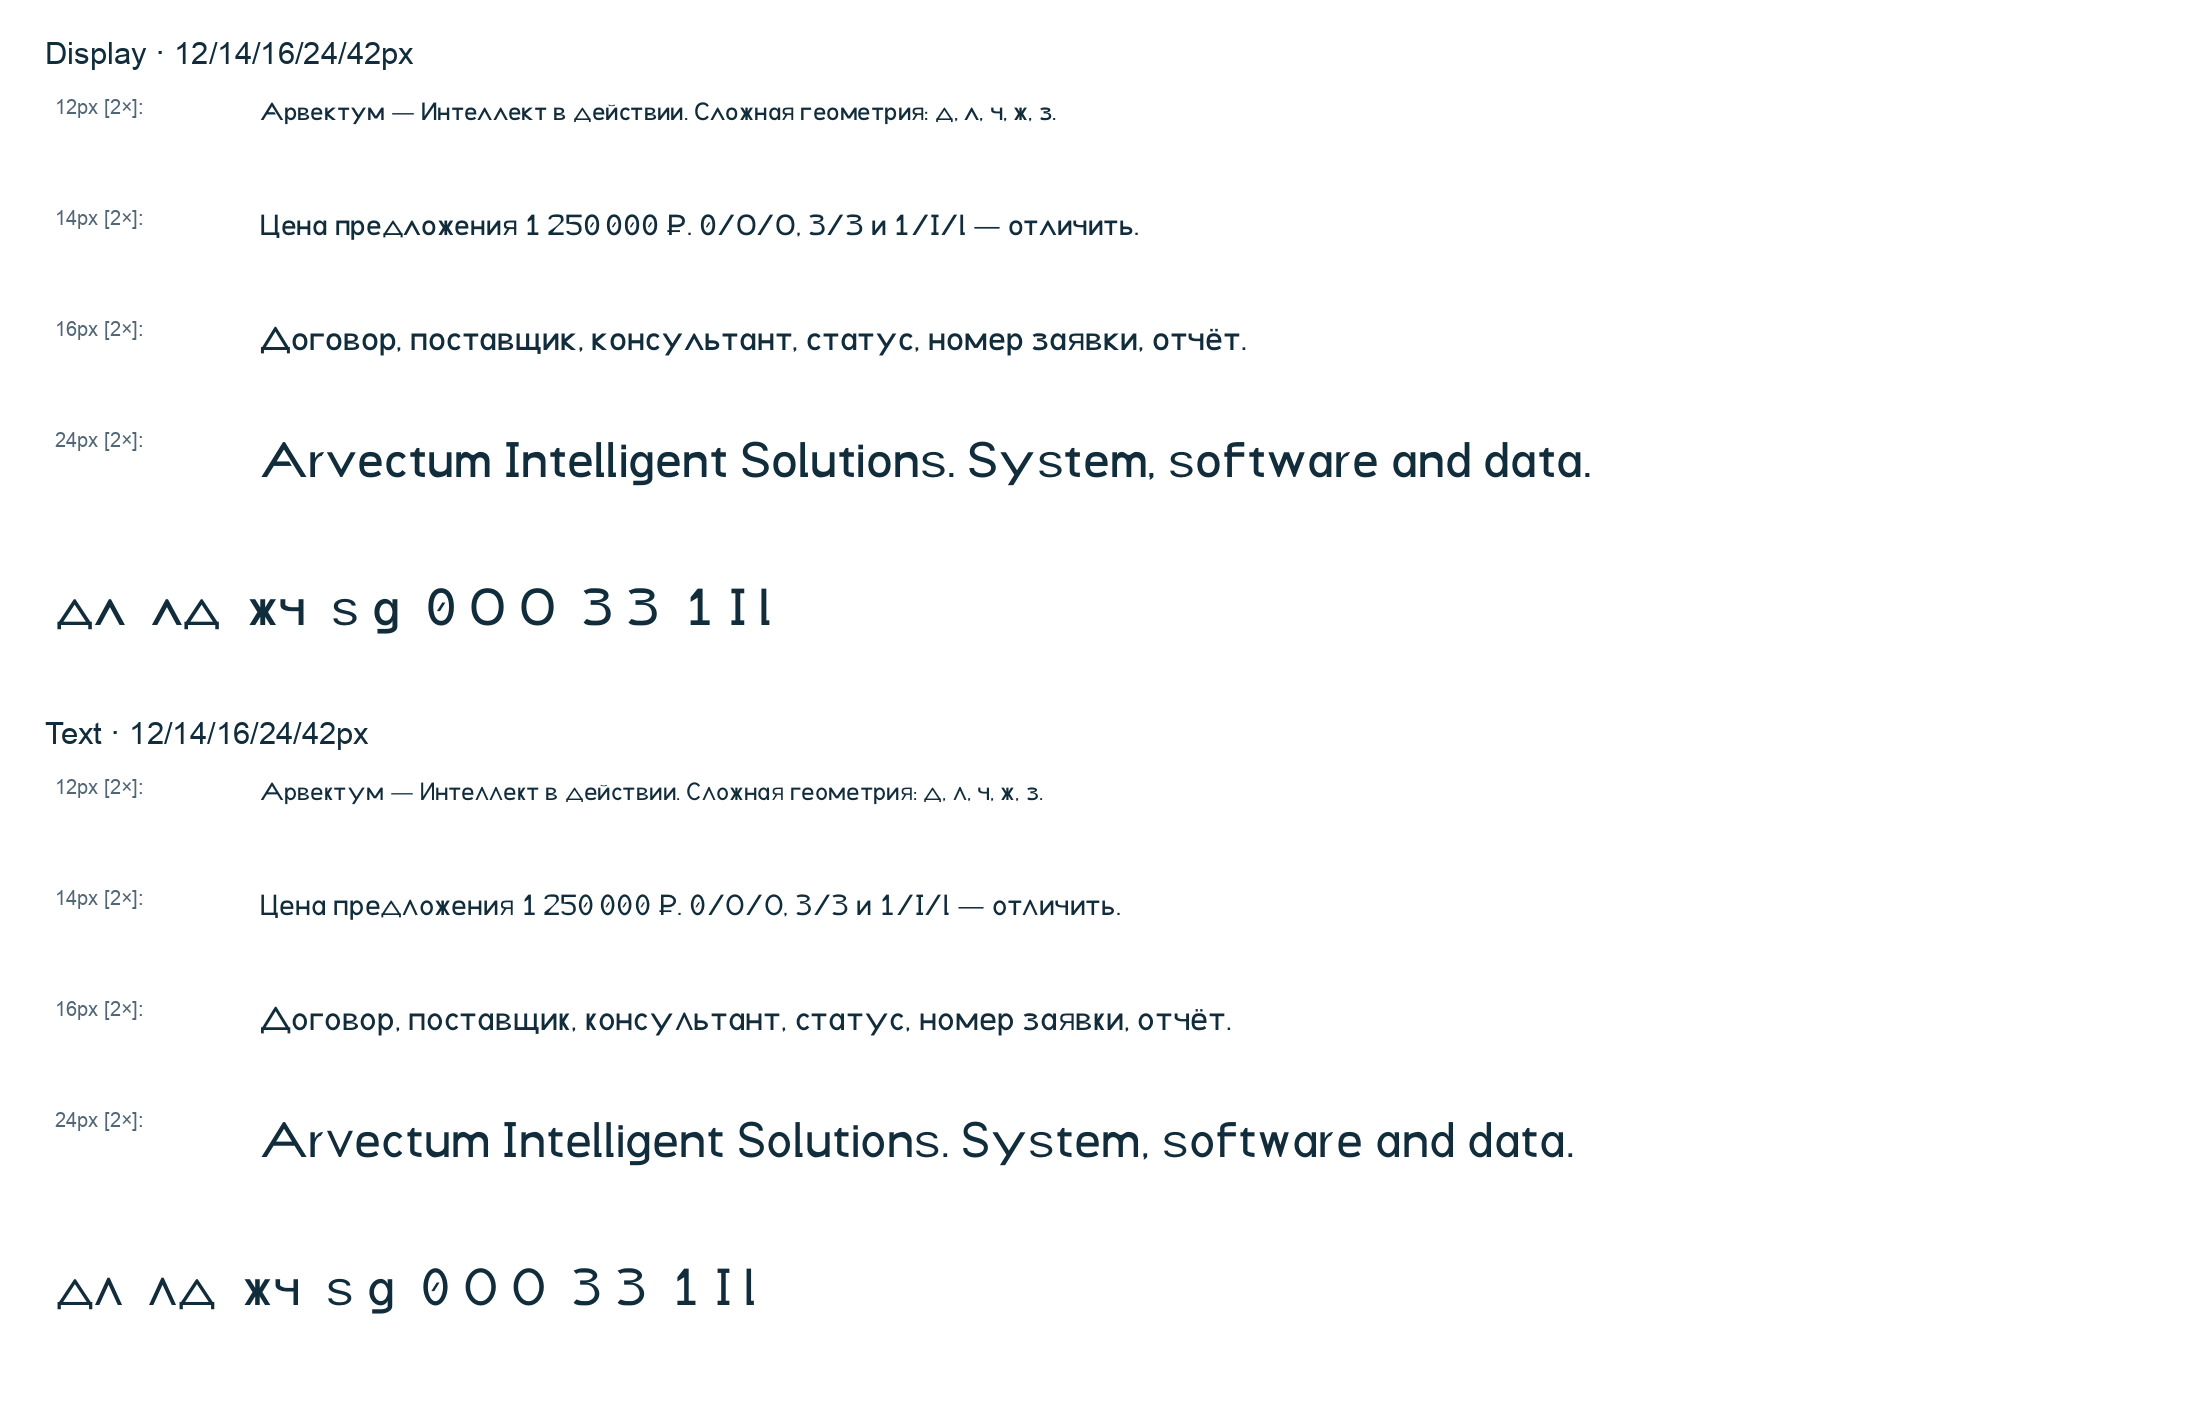 Display · 12/14/16/24/42px
12px [2×]: Арвектум — Интеллект в действии. Сложная геометрия: д, л, ч, ж, з.
14px [2×]: Цена предложения 1 250 000 ₽. 0/O/О, 3/З и 1/I/l — отличить.
16px [2×]: Договор, поставщик, консультант, статус, номер заявки, отчёт.
24px [2×]: Arvectum Intelligent Solutions. System, software and data.
дл лд жч s g 0 O О 3 З 1 I l
Text · 12/14/16/24/42px
12px [2×]: Арвектум — Интеллект в действии. Сложная геометрия: д, л, ч, ж, з.
14px [2×]: Цена предложения 1 250 000 ₽. 0/O/О, 3/З и 1/I/l — отличить.
16px [2×]: Договор, поставщик, консультант, статус, номер заявки, отчёт.
24px [2×]: Arvectum Intelligent Solutions. System, software and data.
дл лд жч s g 0 O О 3 З 1 I l